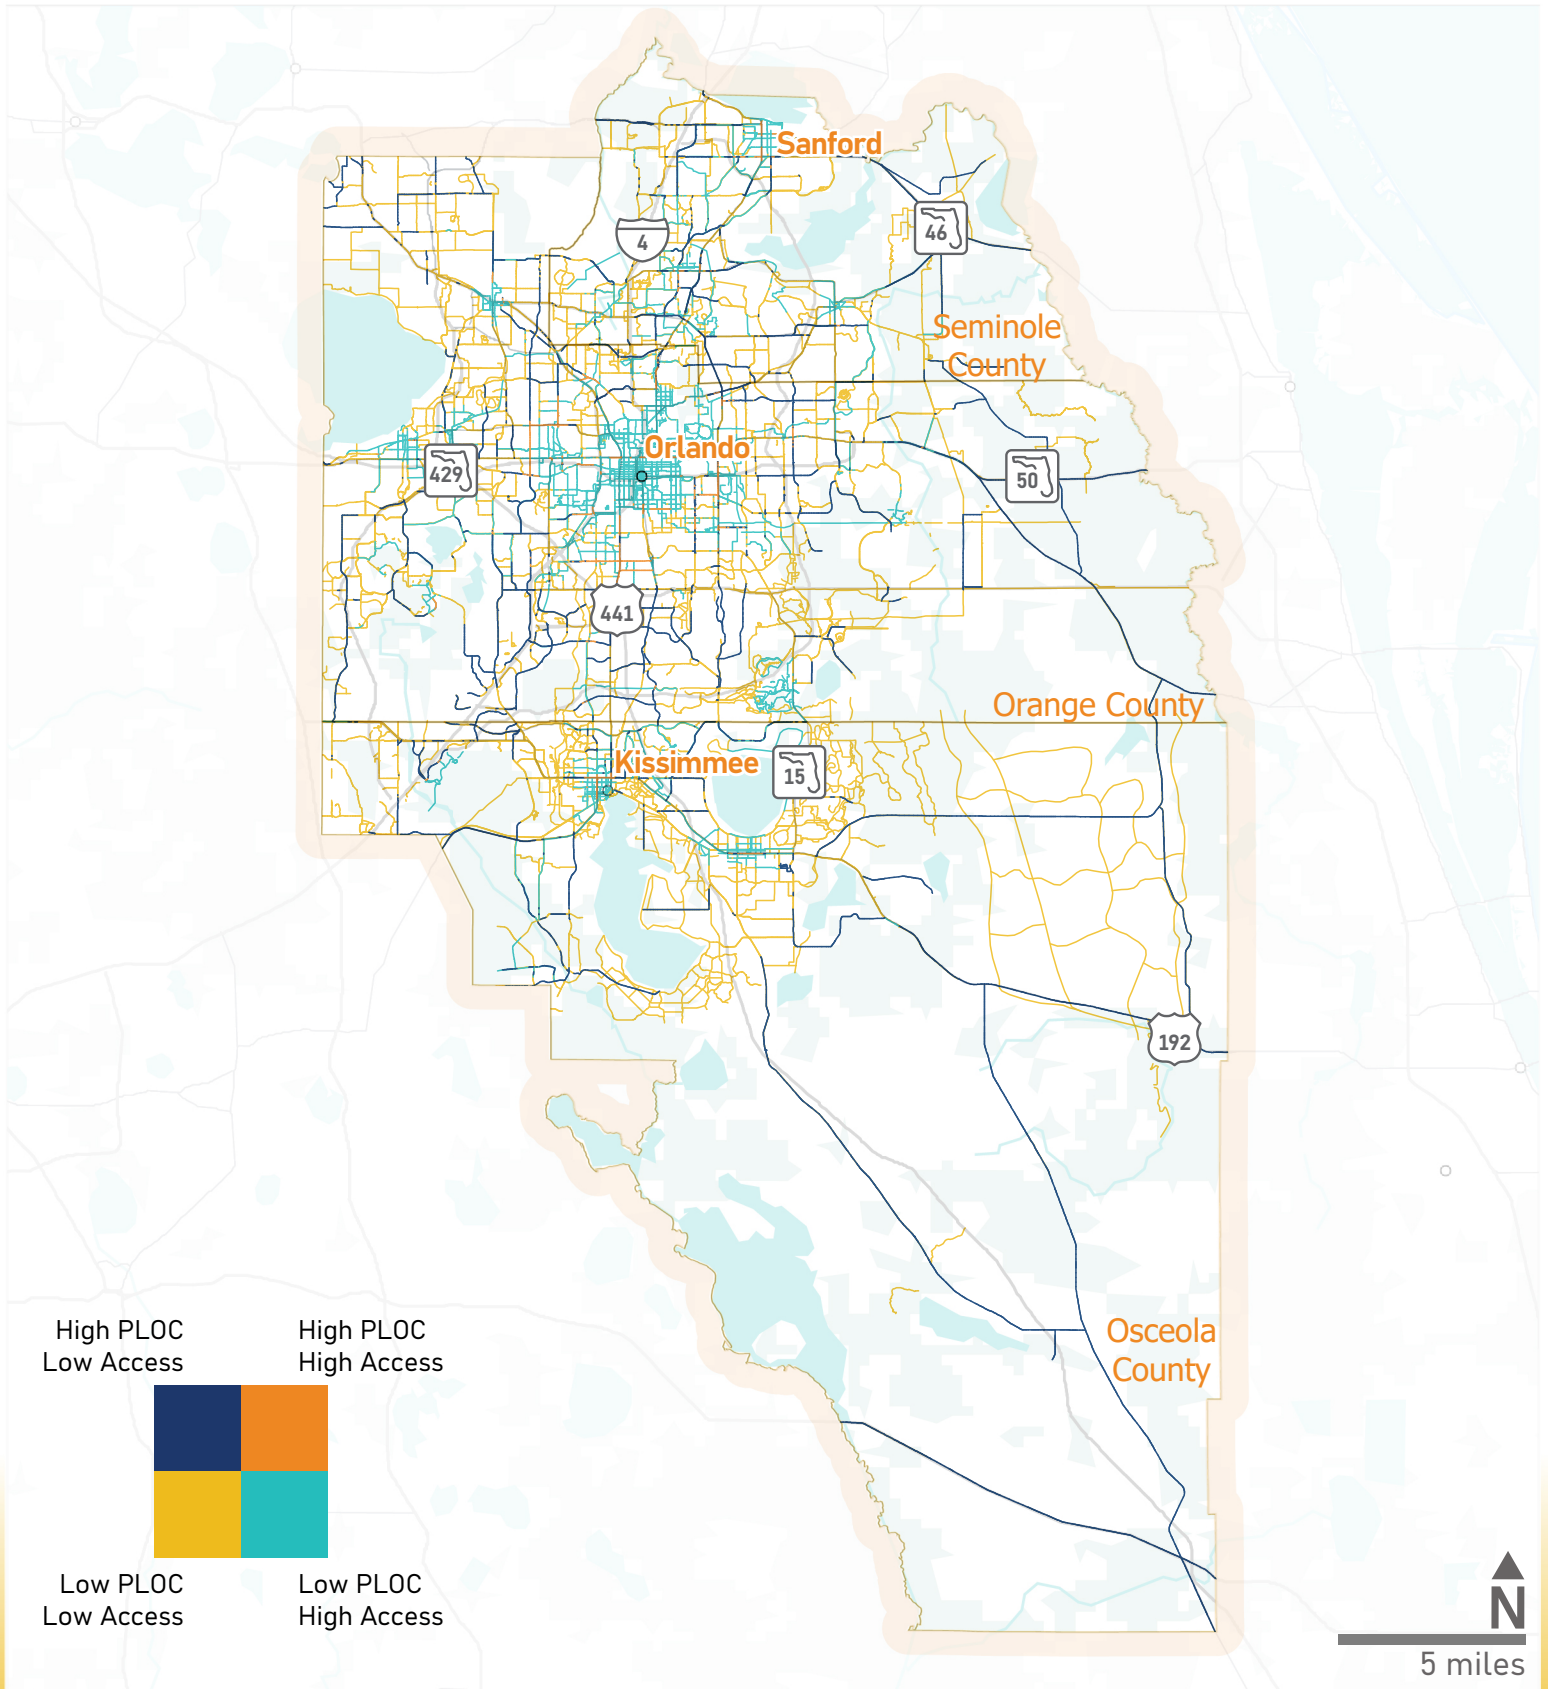 Sanford
4
46
Seminole
County
Orlando
429
50
441
Orange County
Kissimmee
15
192
Osceola
County
High PLOC
Low Access
High PLOC
High Access
Low PLOC
Low Access
Low PLOC
High Access
N
5 miles